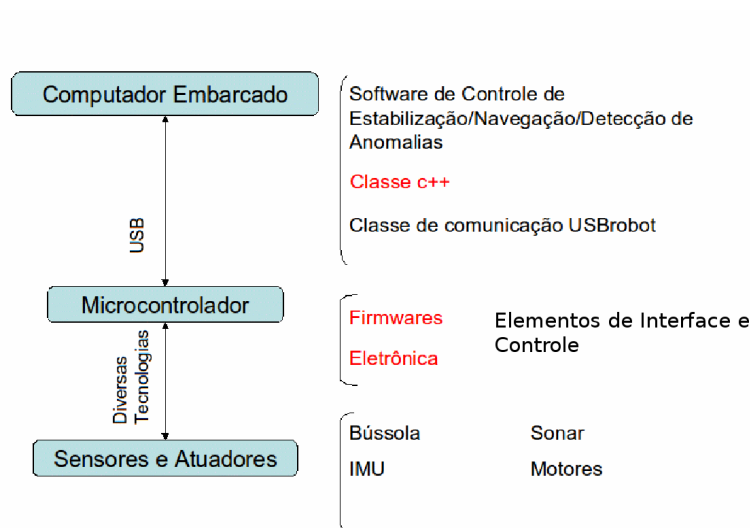 Computador Embarcado
Software de Controle de
Estabilização/Navegação/Detecção de
Anomalias
Classe c++
Classe de comunicação USBrobot
USB
Microcontrolador
Firmwares
Eletrônica
Elementos de Interface e
Controle
Diversas
Tecnologias
Sensores e Atuadores
Bússola
Sonar
IMU
Motores